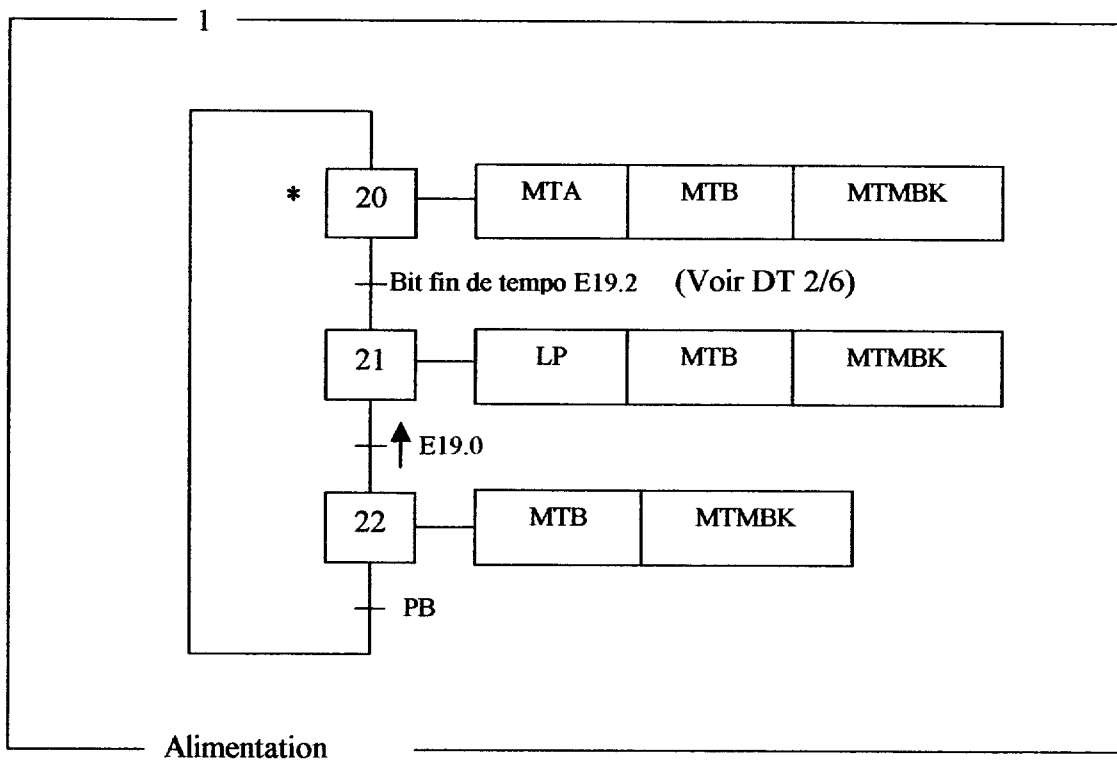 1
* 20 MTA MTB MTMBK
Bit fin de tempo E19.2 (Voir DT 2/6)
21 LP MTB MTMBK
E19.0
22 MTB MTMBK
PB
Alimentation